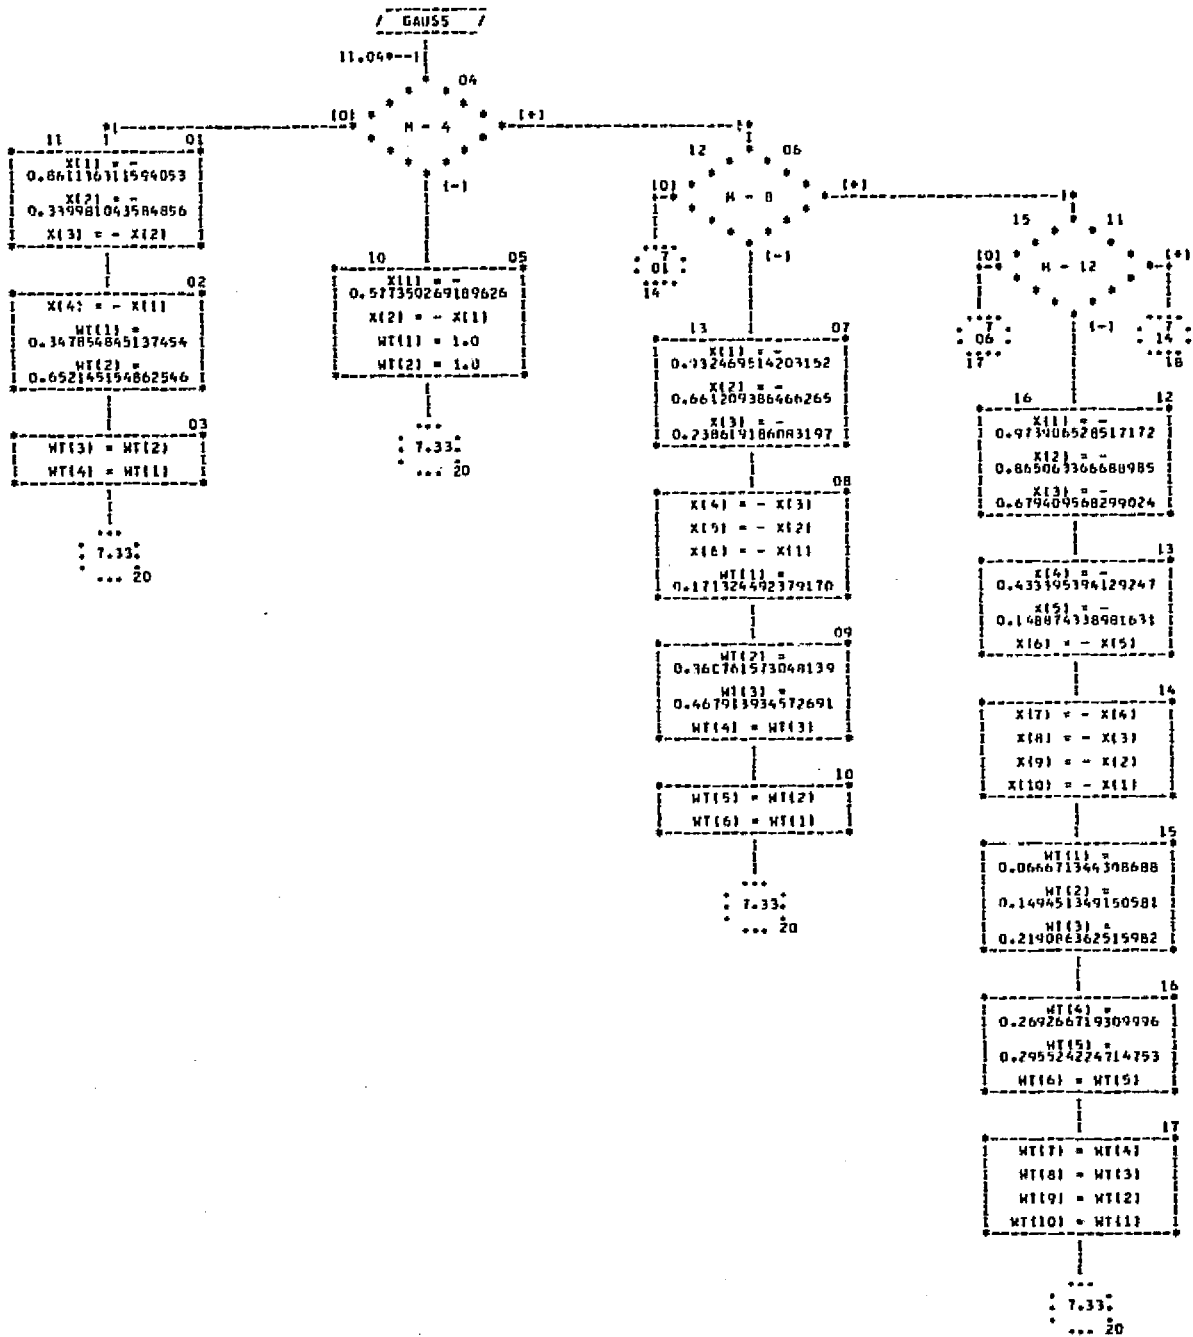 / GAUSS /
11.04*--|
04
[0]
M - 4
[+]
[-]
11 01
X(1) = -
0.861136311594053
X(2) = -
0.339981043584856
X(3) = - X(2)
02
X(4) = - X(1)
WT(1) =
0.347854845137454
WT(2) =
0.652145154862546
03
WT(3) = WT(2)
WT(4) = WT(1)
7.33
20
10 05
X(1) = -
0.577350269189626
X(2) = - X(1)
WT(1) = 1.0
WT(2) = 1.0
7.33
20
12 06
[0]
M - 8
[+]
[-]
7
01
14
13 07
X(1) = -
0.932469514203152
X(2) = -
0.661209386466265
X(3) = -
0.238619186083197
08
X(4) = - X(3)
X(5) = - X(2)
X(6) = - X(1)
WT(1) =
0.171324492379170
09
WT(2) =
0.360761573048139
WT(3) =
0.467913934572691
WT(4) = WT(3)
10
WT(5) = WT(2)
WT(6) = WT(1)
7.33
20
15 11
[0]
M - 12
[+]
[-]
7
06
17
7
14
18
16 12
X(1) = -
0.973906528517172
X(2) = -
0.865063366688985
X(3) = -
0.679409568299024
13
X(4) = -
0.433395394129247
X(5) = -
0.148874338981631
X(6) = - X(5)
14
X(7) = - X(4)
X(8) = - X(3)
X(9) = - X(2)
X(10) = - X(1)
15
WT(1) =
0.066671344308688
WT(2) =
0.149451349150581
WT(3) =
0.219086362515982
16
WT(4) =
0.269266719309996
WT(5) =
0.295524224714753
WT(6) = WT(5)
17
WT(7) = WT(4)
WT(8) = WT(3)
WT(9) = WT(2)
WT(10) = WT(1)
7.33
20